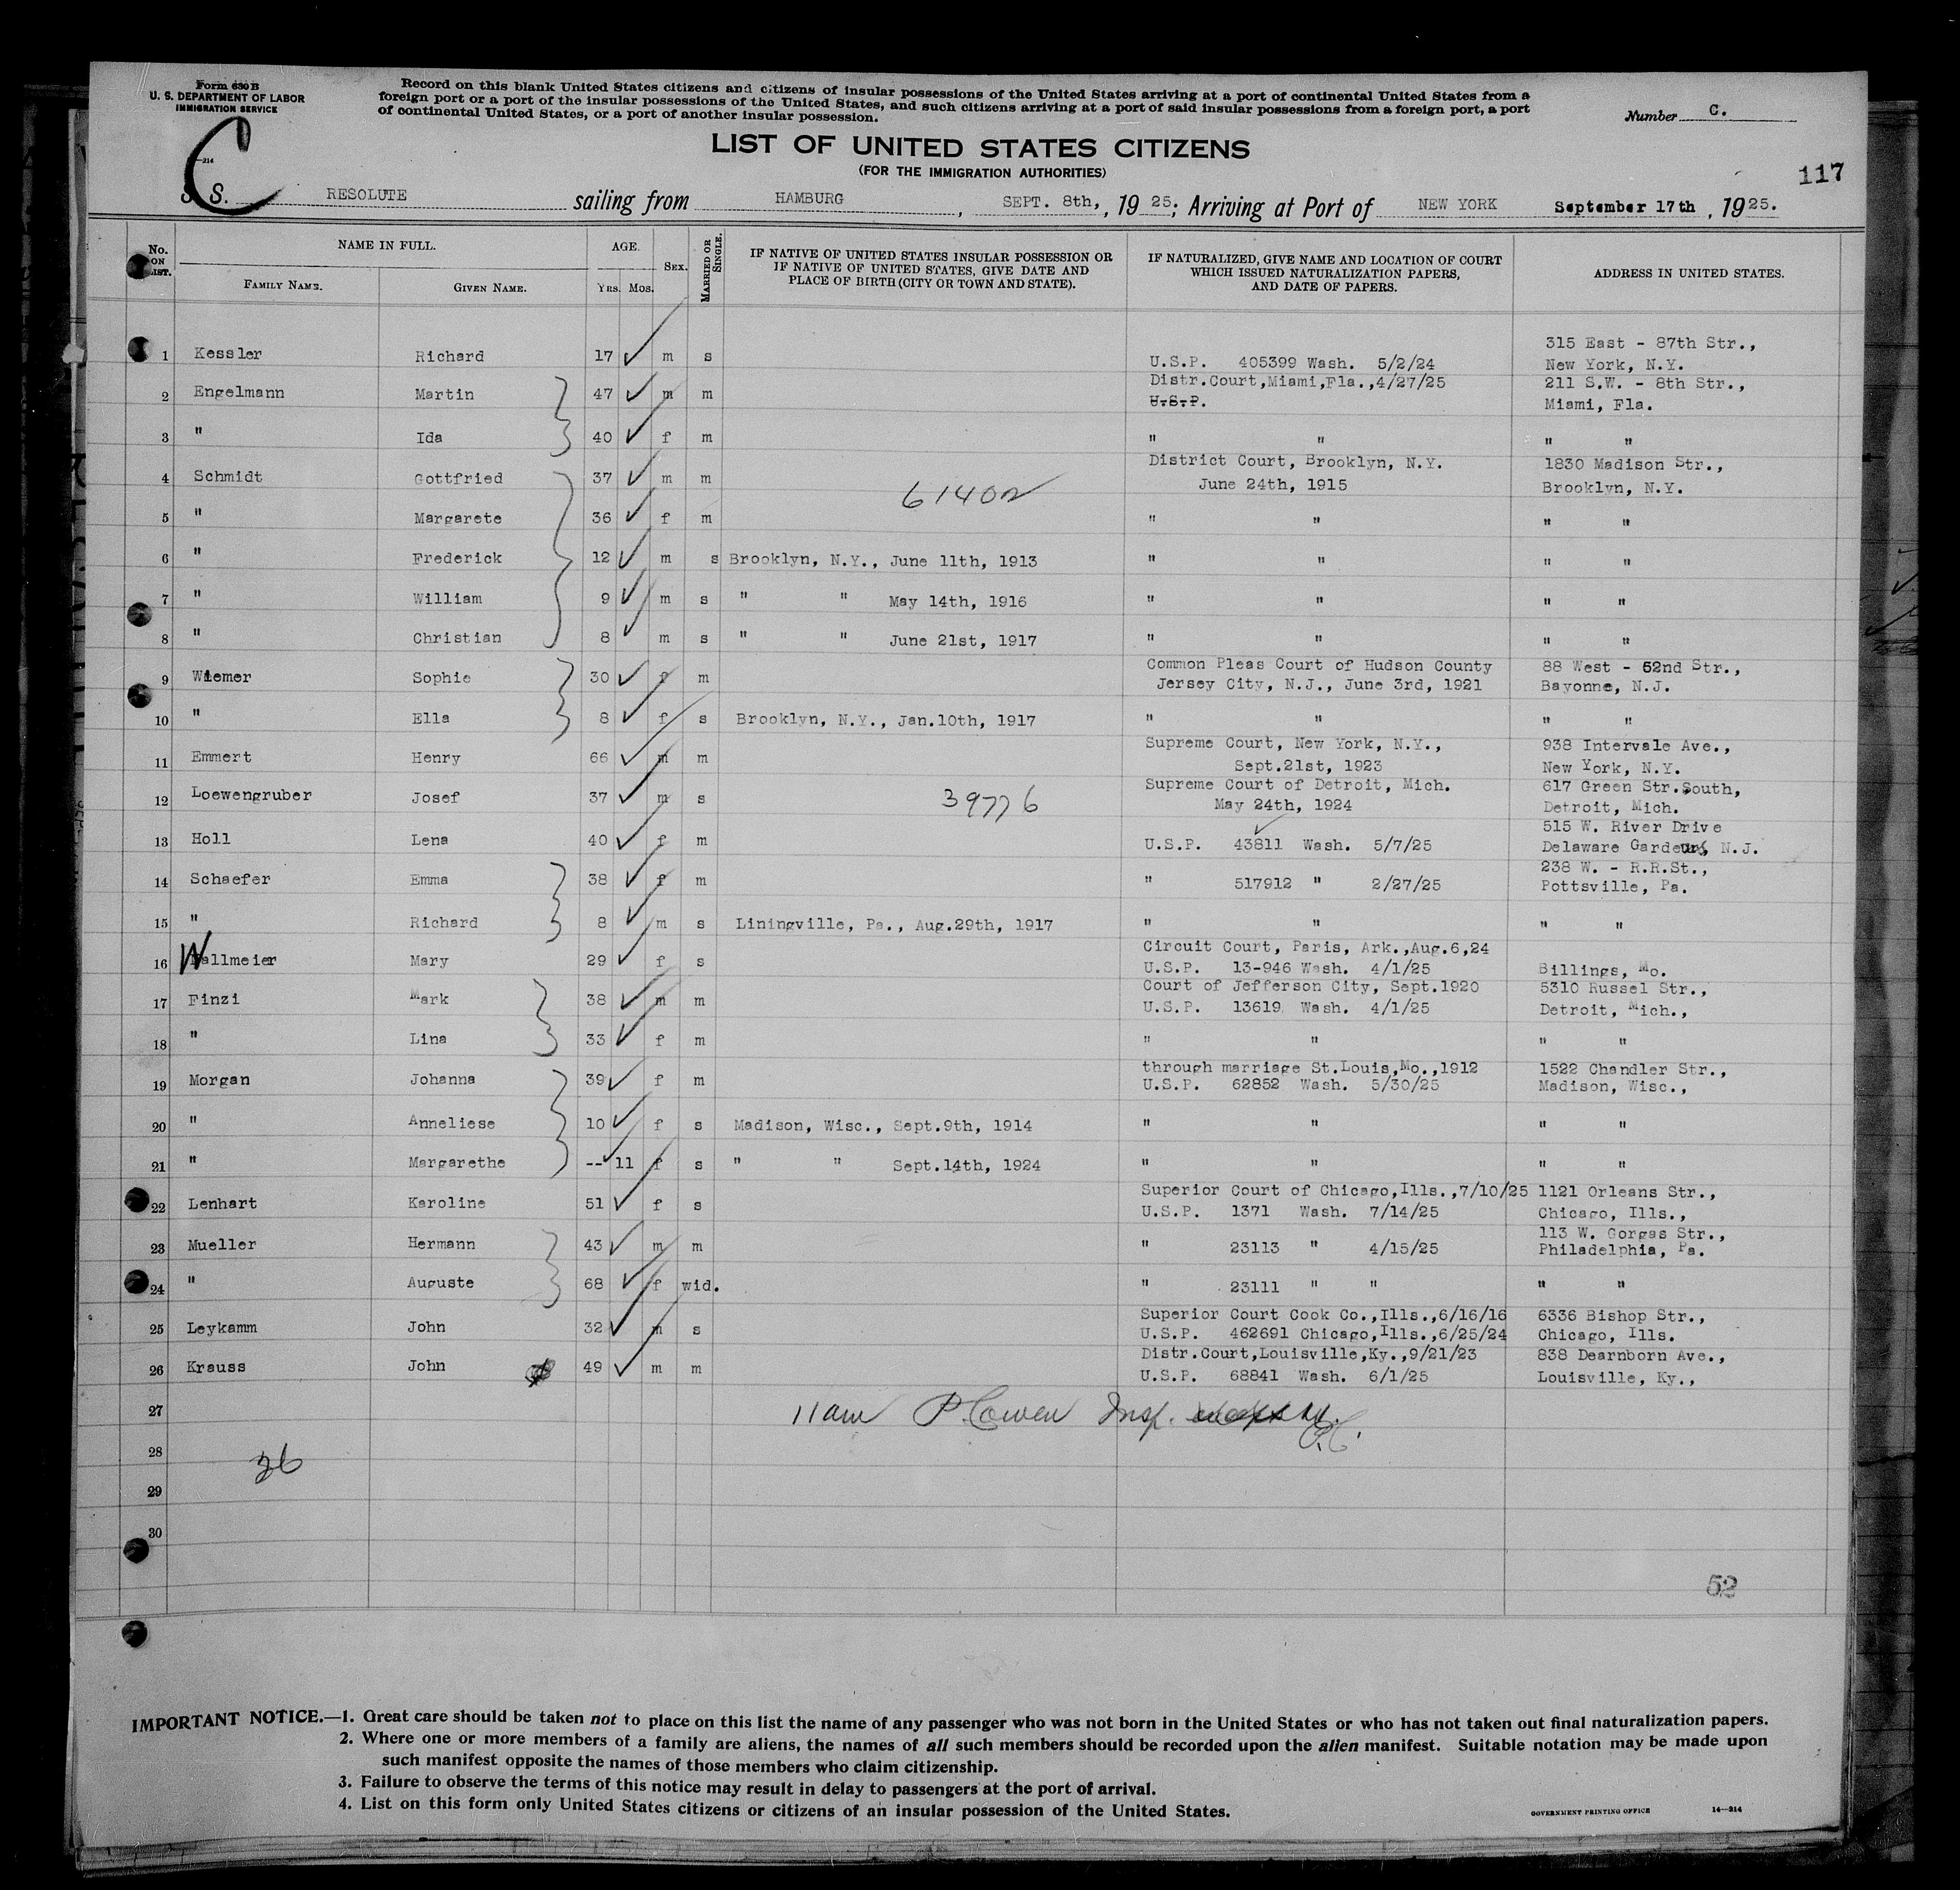 Form 630 B
U. S. DEPARTMENT OF LABOR
IMMIGRATION SERVICE
Record on this blank United States citizens and citizens of insular possessions of the United States arriving at a port of continental United States from a
foreign port or a port of the insular possessions of the United States, and such citizens arriving at a port of said insular possessions from a foreign port, a port
of continental United States, or a port of another insular possession.
Number C.
C
—214
LIST OF UNITED STATES CITIZENS
(FOR THE IMMIGRATION AUTHORITIES)
117
S. S. RESOLUTE sailing from HAMBURG, SEPT. 8th, , 19 25; Arriving at Port of NEW YORK September 17th , 1925.
No. ON LIST. NAME IN FULL. AGE. SEX. MARRIED OR SINGLE. IF NATIVE OF UNITED STATES INSULAR POSSESSION OR IF NATIVE OF UNITED STATES, GIVE DATE AND PLACE OF BIRTH (CITY OR TOWN AND STATE). IF NATURALIZED, GIVE NAME AND LOCATION OF COURT WHICH ISSUED NATURALIZATION PAPERS, AND DATE OF PAPERS. ADDRESS IN UNITED STATES.
FAMILY NAME. GIVEN NAME. YRS. MOS.
315 East - 87th Str.,
1 Kessler Richard 17 m s U.S.P. 405399 Wash. 5/2/24 New York, N.Y.
Distr.Court,Miami,Fla.,4/27/25 211 S.W. - 8th Str.,
2 Engelmann Martin 47 m m U.S.P. Miami, Fla.
3 " Ida 40 f m " " " "
District Court, Brooklyn, N.Y. 1830 Madison Str.,
4 Schmidt Gottfried 37 m m June 24th, 1915 Brooklyn, N.Y.
5 " Margarete 36 f m " " " "
6 " Frederick 12 m s Brooklyn, N.Y., June 11th, 1913 " " " "
7 " William 9 m s " " May 14th, 1916 " " " "
8 " Christian 8 m s " " June 21st, 1917 " " " "
Common Pleas Court of Hudson County 88 West - 52nd Str.,
9 Wiemer Sophie 30 f m Jersey City, N.J., June 3rd, 1921 Bayonne, N.J.
10 " Ella 8 f s Brooklyn, N.Y., Jan.10th, 1917 " " " "
Supreme Court, New York, N.Y., 938 Intervale Ave.,
11 Emmert Henry 66 m m Sept.21st, 1923 New York, N.Y.
Supreme Court of Detroit, Mich. 617 Green Str.South,
12 Loewengruber Josef 37 m s 39776 May 24th, 1924 Detroit, Mich.
515 W. River Drive
13 Holl Lena 40 f m U.S.P. 43811 Wash. 5/7/25 Delaware Gardens, N.J.
238 W. - R.R.St.,
14 Schaefer Emma 38 f m " 517912 " 2/27/25 Pottsville, Pa.
15 " Richard 8 m s Liningville, Pa., Aug.29th, 1917 " " " "
Circuit Court, Paris, Ark.,Aug.6,24
16 Wallmeier Mary 29 f s U.S.P. 13-946 Wash. 4/1/25 Billings, Mo.
Court of Jefferson City, Sept.1920 5310 Russel Str.,
17 Finzi Mark 38 m m U.S.P. 13619 Wash. 4/1/25 Detroit, Mich.,
18 " Lina 33 f m " " " "
through marriage St.Louis,Mo.,1912 1522 Chandler Str.,
19 Morgan Johanna 39 f m U.S.P. 62852 Wash. 5/30/25 Madison, Wisc.,
20 " Anneliese 10 f s Madison, Wisc., Sept.9th, 1914 " " " "
21 " Margarethe -- 11 f s " " Sept.14th, 1924 " " " "
Superior Court of Chicago,Ills.,7/10/25 1121 Orleans Str.,
22 Lenhart Karoline 51 f s U.S.P. 1371 Wash. 7/14/25 Chicago, Ills.,
113 W. Gorgas Str.,
23 Mueller Hermann 43 m m " 23113 " 4/15/25 Philadelphia, Pa.
24 " Auguste 68 f wid. " 23111 " " " "
Superior Court Cook Co.,Ills.,6/16/16 6336 Bishop Str.,
25 Leykamm John 32 m s U.S.P. 462691 Chicago,Ills.,6/25/24 Chicago, Ills.
Distr.Court,Louisville,Ky.,9/21/23 838 Dearnborn Ave.,
26 Krauss John 49 m m U.S.P. 68841 Wash. 6/1/25 Louisville, Ky.,
27 11am P. Cowen Insp.
P.C.
28
26
29
30
52
IMPORTANT NOTICE.—1. Great care should be taken not to place on this list the name of any passenger who was not born in the United States or who has not taken out final naturalization papers.
2. Where one or more members of a family are aliens, the names of all such members should be recorded upon the alien manifest. Suitable notation may be made upon
such manifest opposite the names of those members who claim citizenship.
3. Failure to observe the terms of this notice may result in delay to passengers at the port of arrival.
4. List on this form only United States citizens or citizens of an insular possession of the United States.
GOVERNMENT PRINTING OFFICE 14—214